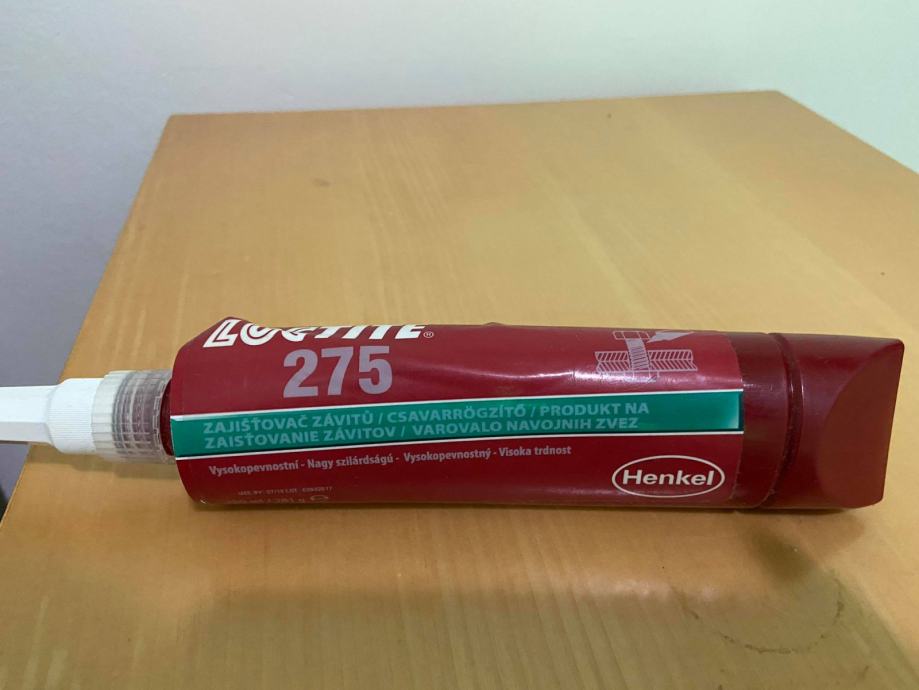 LOCTITE®
275
ZAJIŠŤOVAČ ZÁVITŮ / CSAVARRÖGZÍTŐ / PRODUKT NA
ZAISŤOVANIE ZÁVITOV / VAROVALO NAVOJNIH ZVEZ
Vysokopevnostní - Nagy szilárdságú - Vysokopevnostný - Visoka trdnost
Henkel